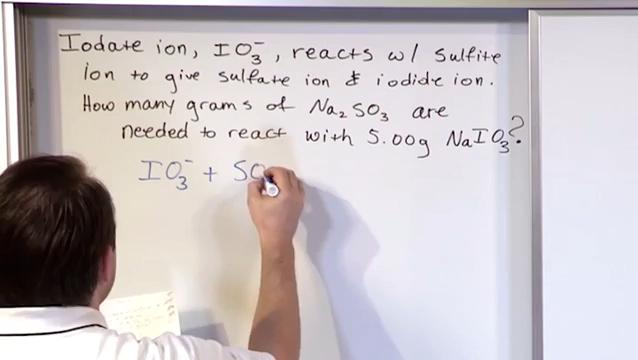 Iodate ion, IO₃⁻, reacts w/ sulfite
ion to give sulfate ion & iodide ion.
How many grams of Na₂SO₃ are
needed to react with 5.00g NaIO₃?
IO₃⁻ + SO